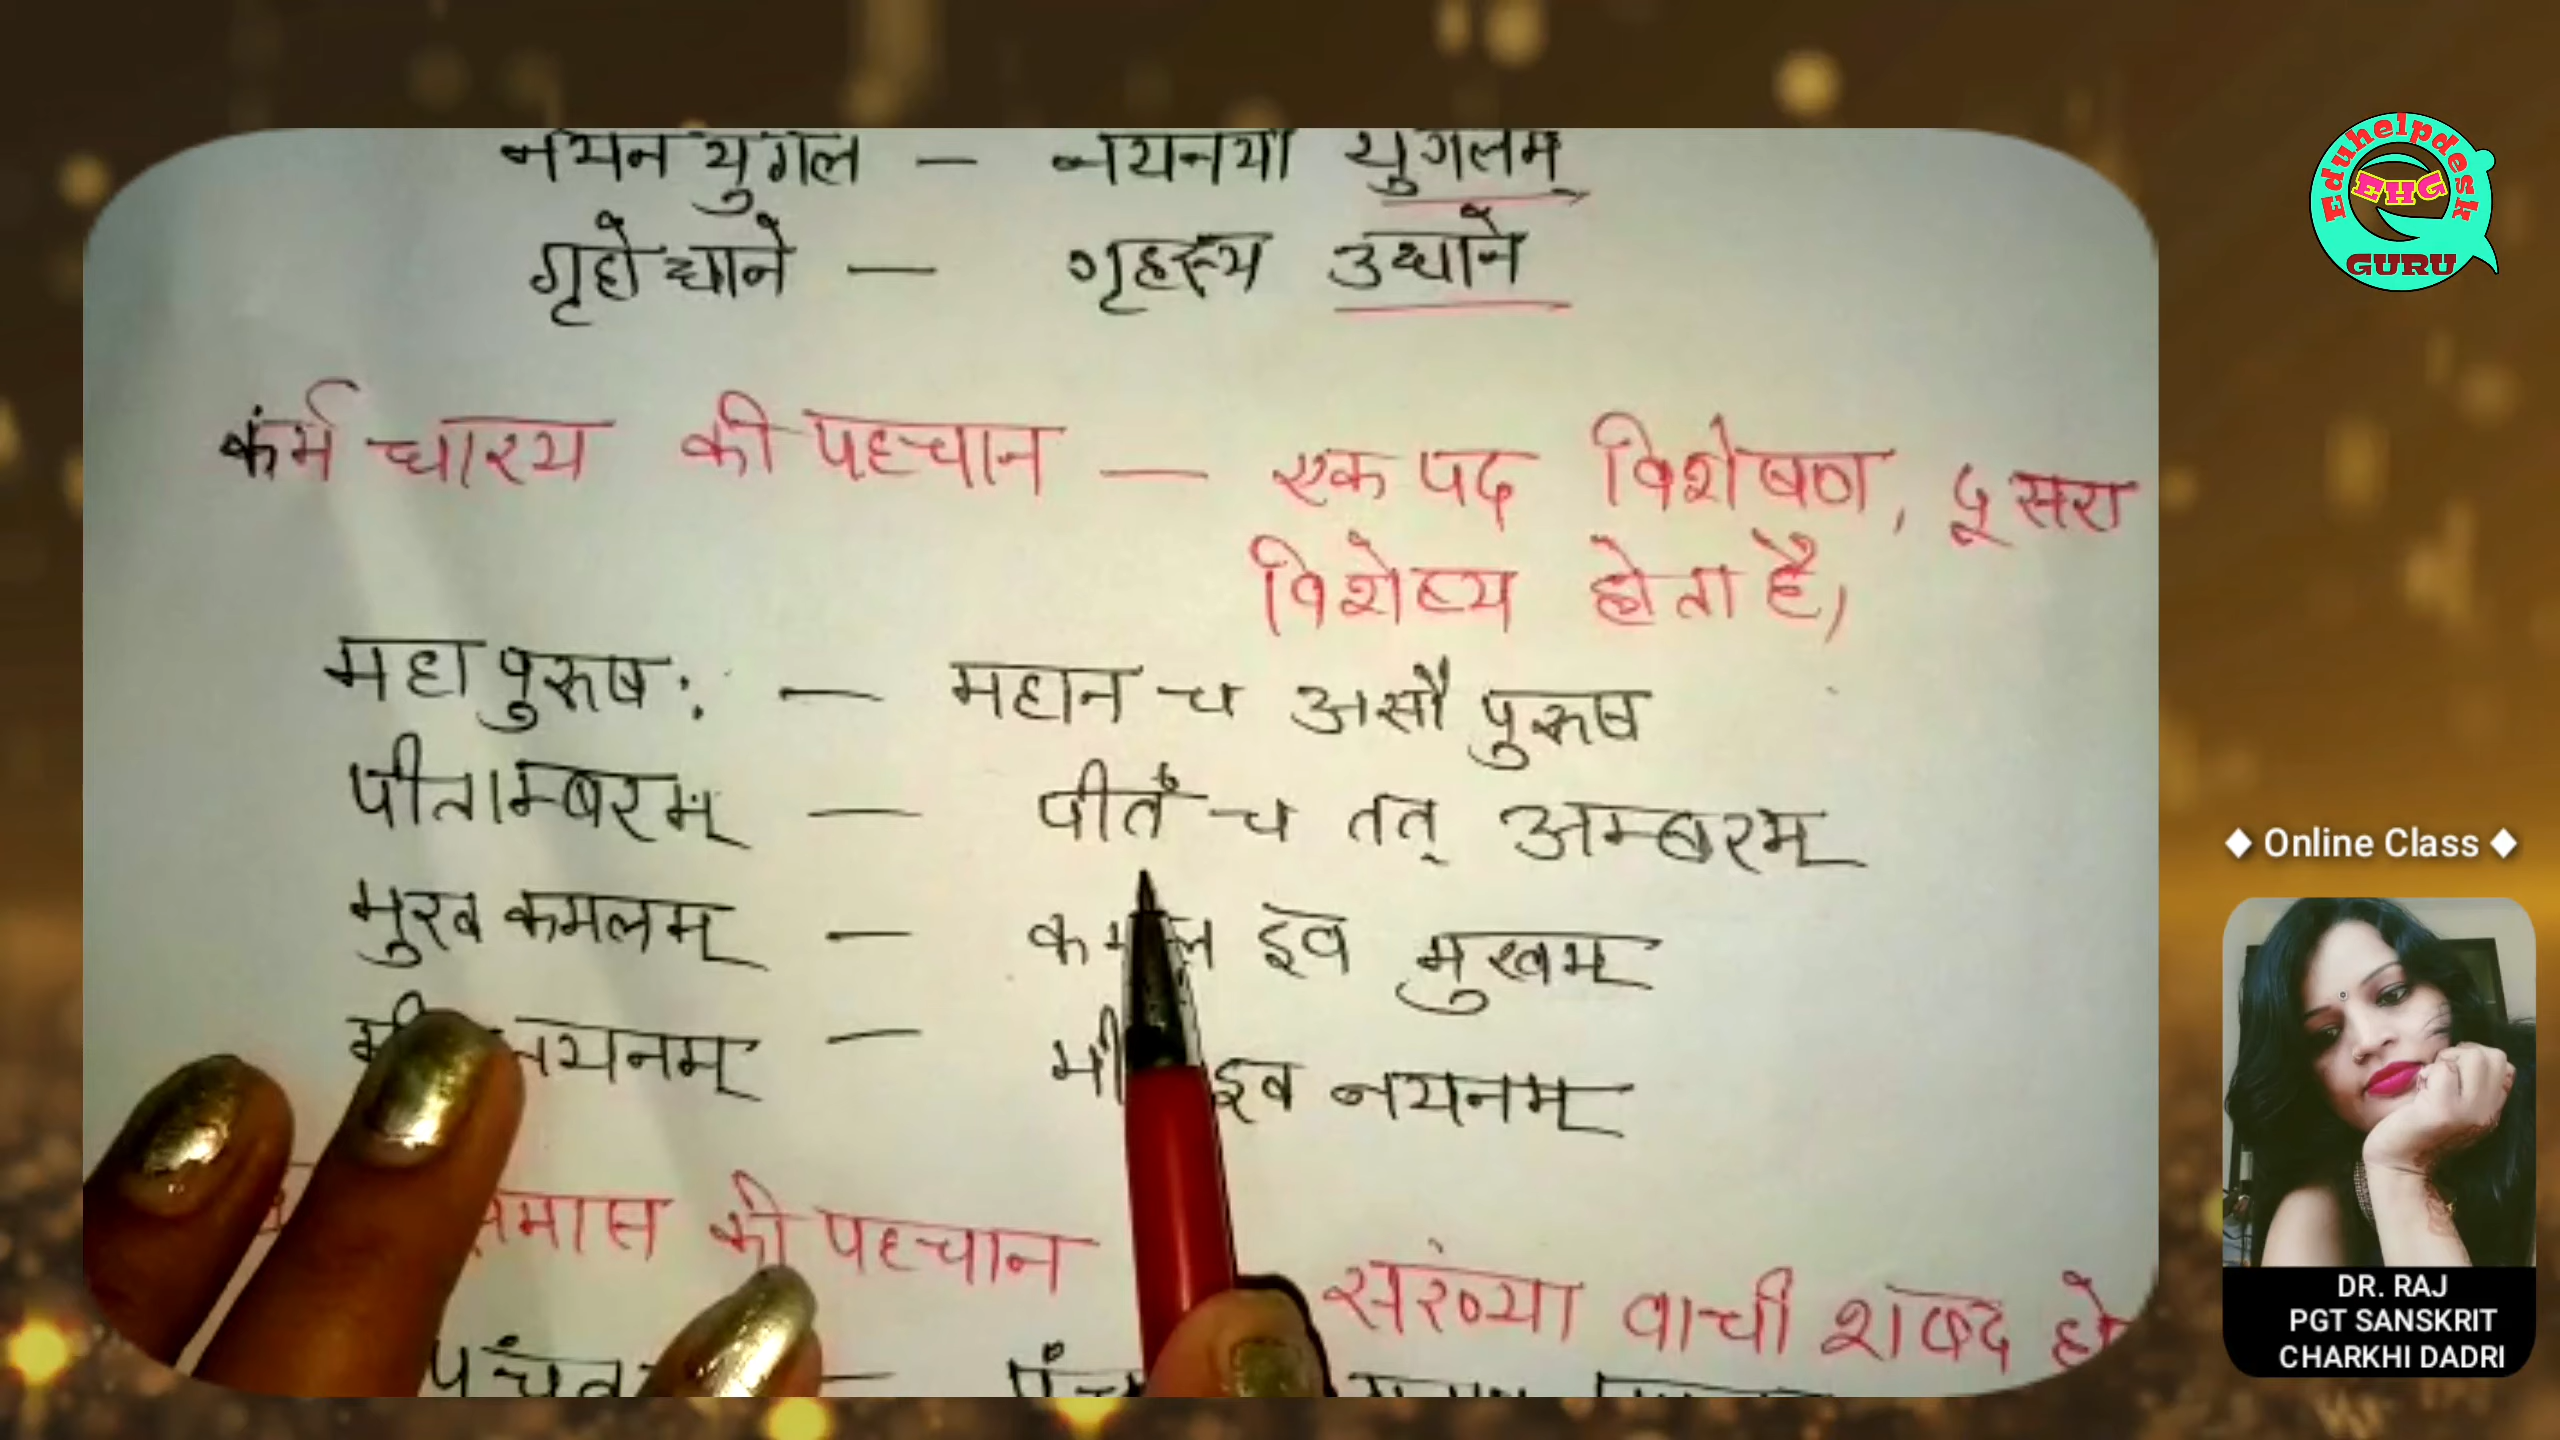 नयन युगल — नयनयो युगलम्
गृहोद्याने — गृहस्य उद्याने
कर्म धारय की पहचान — एक पद विशेषण, दूसरा
विशेष्य होता है,
महापुरूष: — महान च असौ पुरूष
पीताम्बरम् — पीतं च तत् अम्बरम्
मुख कमलम् — कमल इव मुखम्
नयनम् — इव नयनम्
समास की पहचान संख्या वाची शब्द हो
Eduhelpdesk
EHG
GURU
◆ Online Class ◆
DR. RAJ
PGT SANSKRIT
CHARKHI DADRI